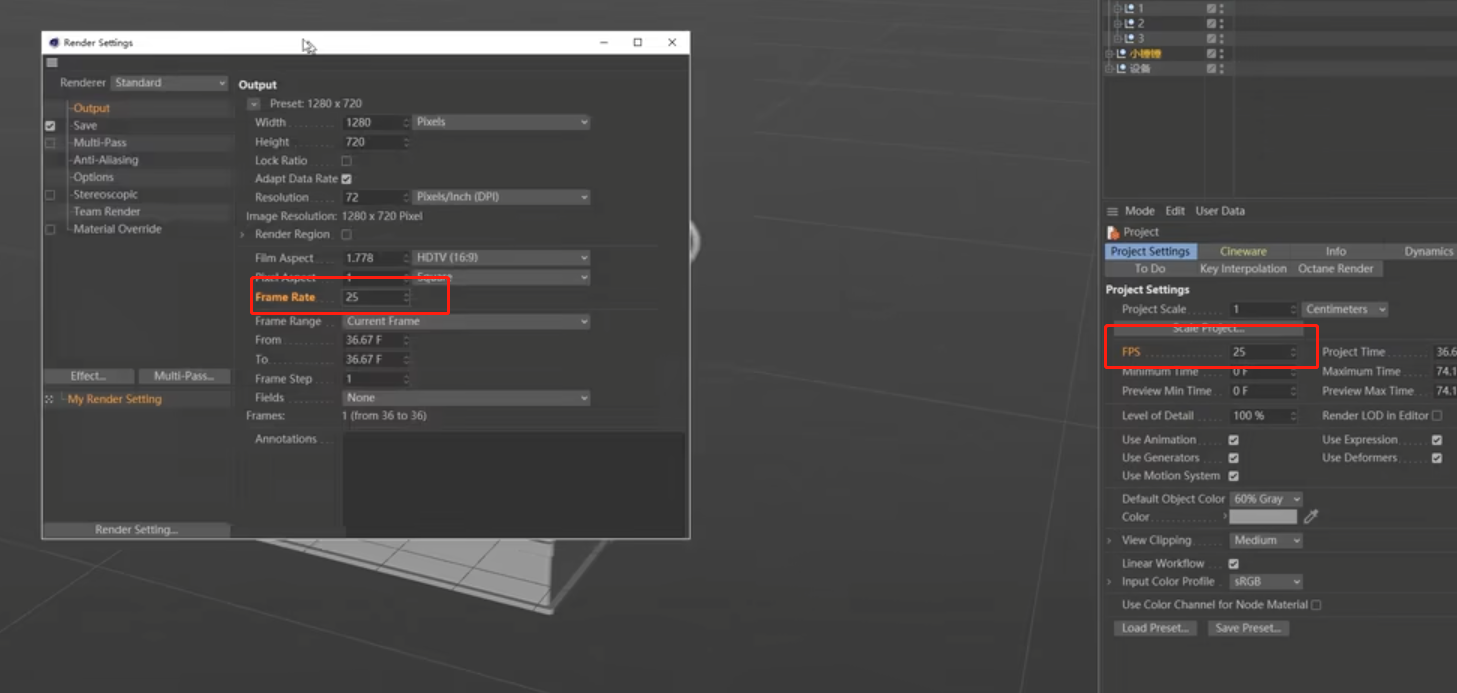 Render Settings
Renderer Standard
Output
Save
Multi-Pass
Anti-Aliasing
Options
Stereoscopic
Team Render
Material Override
Effect...
Multi-Pass...
My Render Setting
Render Setting...
Output
Preset: 1280 x 720
Width 1280 Pixels
Height 720
Lock Ratio
Adapt Data Rate
Resolution 72 Pixels/Inch (DPI)
Image Resolution: 1280 x 720 Pixel
Render Region
Film Aspect 1.778 HDTV (16:9)
Pixel Aspect 1 Square
Frame Rate 25
Frame Range Current Frame
From 36.67 F
To 36.67 F
Frame Step 1
Fields None
Frames: 1 (from 36 to 36)
Annotations
1
2
3
小锤锤
设备
Mode Edit User Data
Project
Project Settings Cineware Info Dynamics
To Do Key Interpolation Octane Render
Project Settings
Project Scale 1 Centimeters
Scale Project...
FPS 25 Project Time 36.6
Minimum Time 0 F Maximum Time 74.1
Preview Min Time 0 F Preview Max Time 74.1
Level of Detail 100 % Render LOD in Editor
Use Animation Use Expression
Use Generators Use Deformers
Use Motion System
Default Object Color 60% Gray
Color
View Clipping Medium
Linear Workflow
Input Color Profile sRGB
Use Color Channel for Node Material
Load Preset... Save Preset...